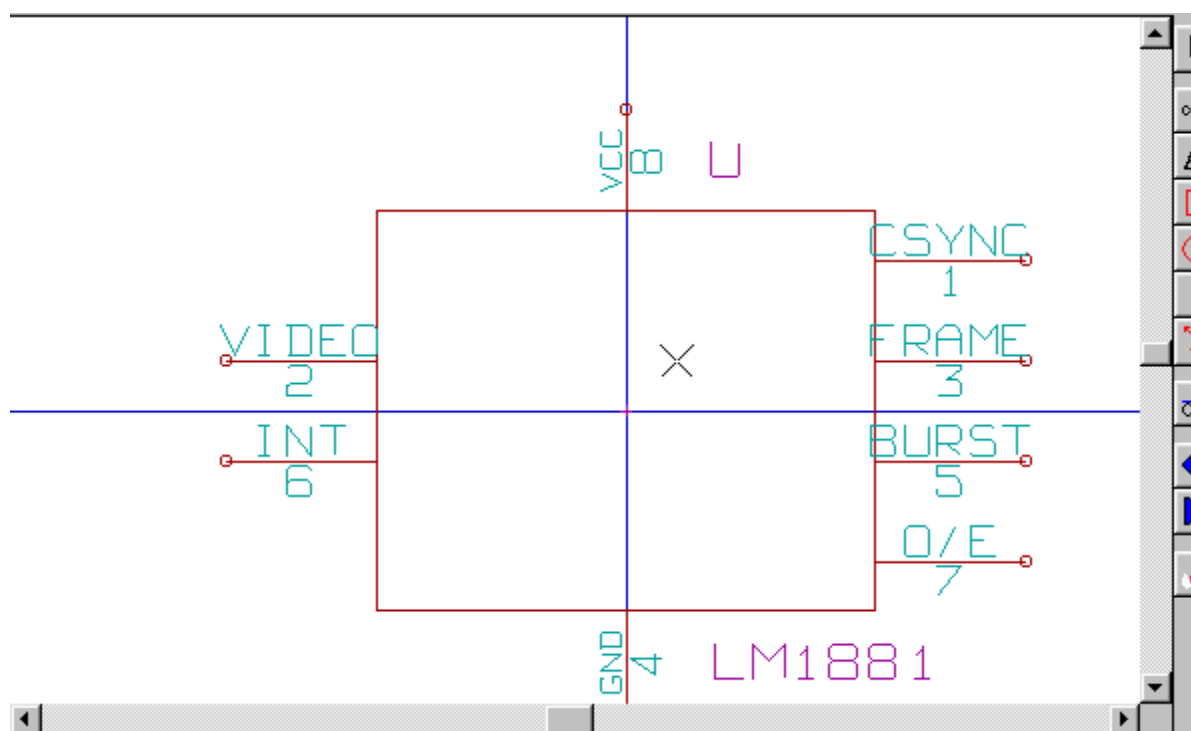 VCC
8
U
CSYNC
1
VIDEO
2
FRAME
3
INT
6
BURST
5
O/E
7
GND
4
LM1881